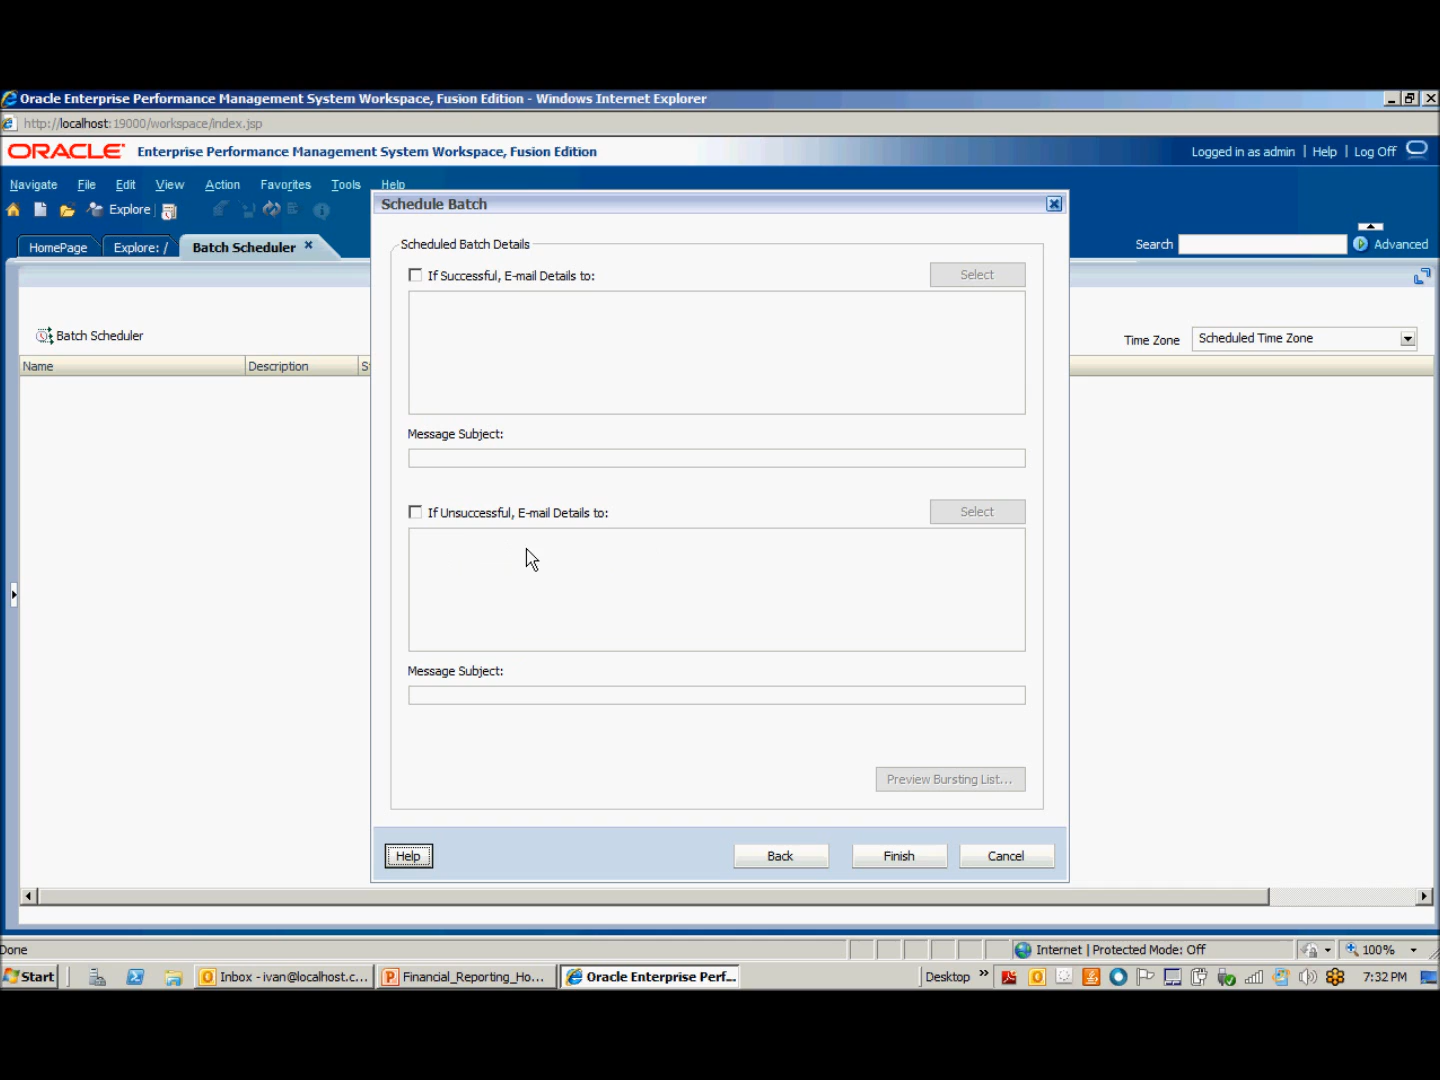 Oracle Enterprise Performance Management System Workspace, Fusion Edition - Windows Internet Explorer
http://localhost:19000/workspace/index.jsp
ORACLE Enterprise Performance Management System Workspace, Fusion Edition
Logged in as admin | Help | Log Off
Navigate File Edit View Action Favorites Tools Help
Explore
Schedule Batch
HomePage Explore: / Batch Scheduler
Search Advanced
Scheduled Batch Details
If Successful, E-mail Details to: Select
Batch Scheduler
Time Zone Scheduled Time Zone
Name Description S
Message Subject:
If Unsuccessful, E-mail Details to: Select
Message Subject:
Preview Bursting List...
Help Back Finish Cancel
Done Internet | Protected Mode: Off 100%
Start Inbox - ivan@localhost.c... Financial_Reporting_Ho... Oracle Enterprise Perf... Desktop 7:32 PM